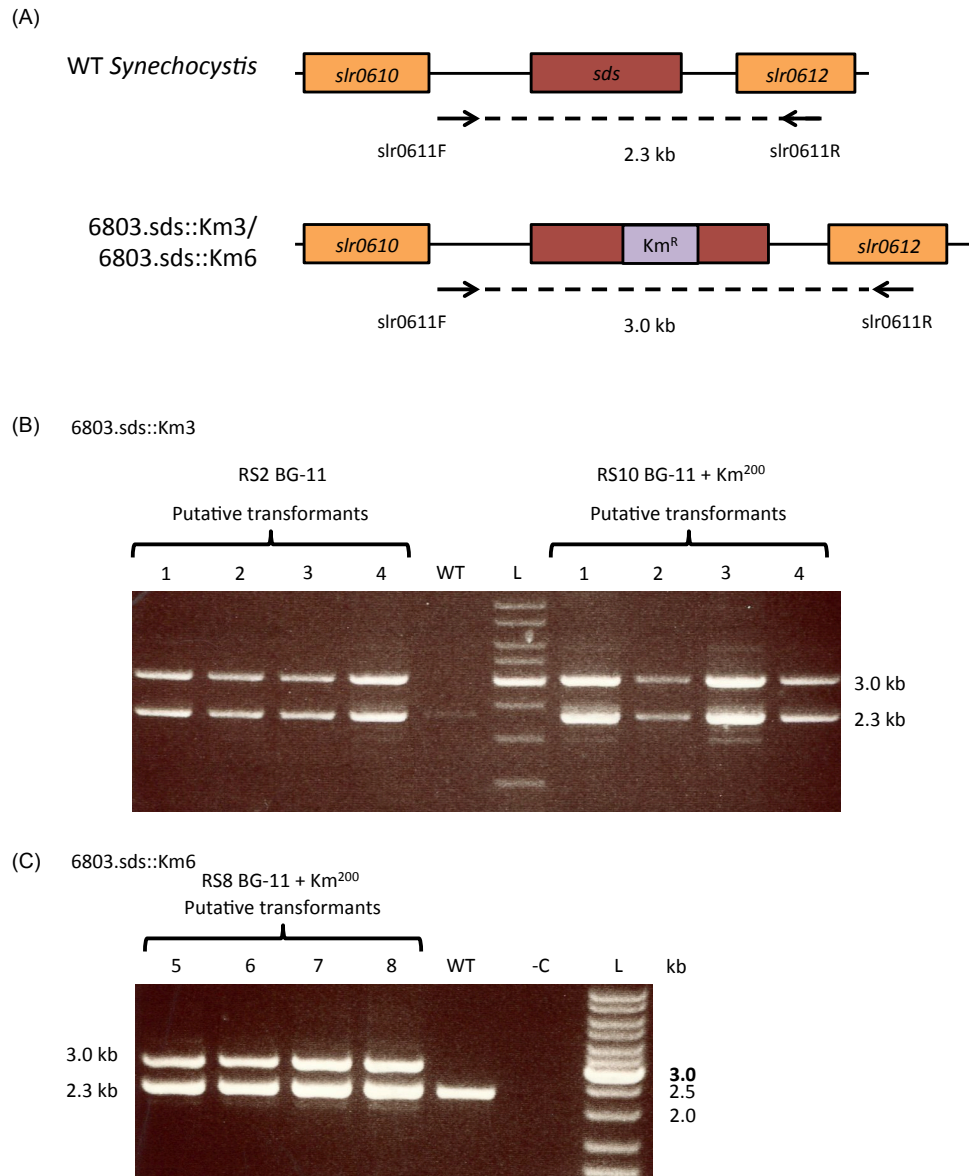 (A)
WT Synechocystis
slr0610 sds slr0612
slr0611F 2.3 kb slr0611R
6803.sds::Km3/
6803.sds::Km6
slr0610 KmR slr0612
slr0611F 3.0 kb slr0611R
(B) 6803.sds::Km3
RS2 BG-11 RS10 BG-11 + Km200
Putative transformants Putative transformants
1 2 3 4 WT L 1 2 3 4
3.0 kb
2.3 kb
(C) 6803.sds::Km6
RS8 BG-11 + Km200
Putative transformants
5 6 7 8 WT -C L kb
3.0 kb
2.3 kb
3.0
2.5
2.0